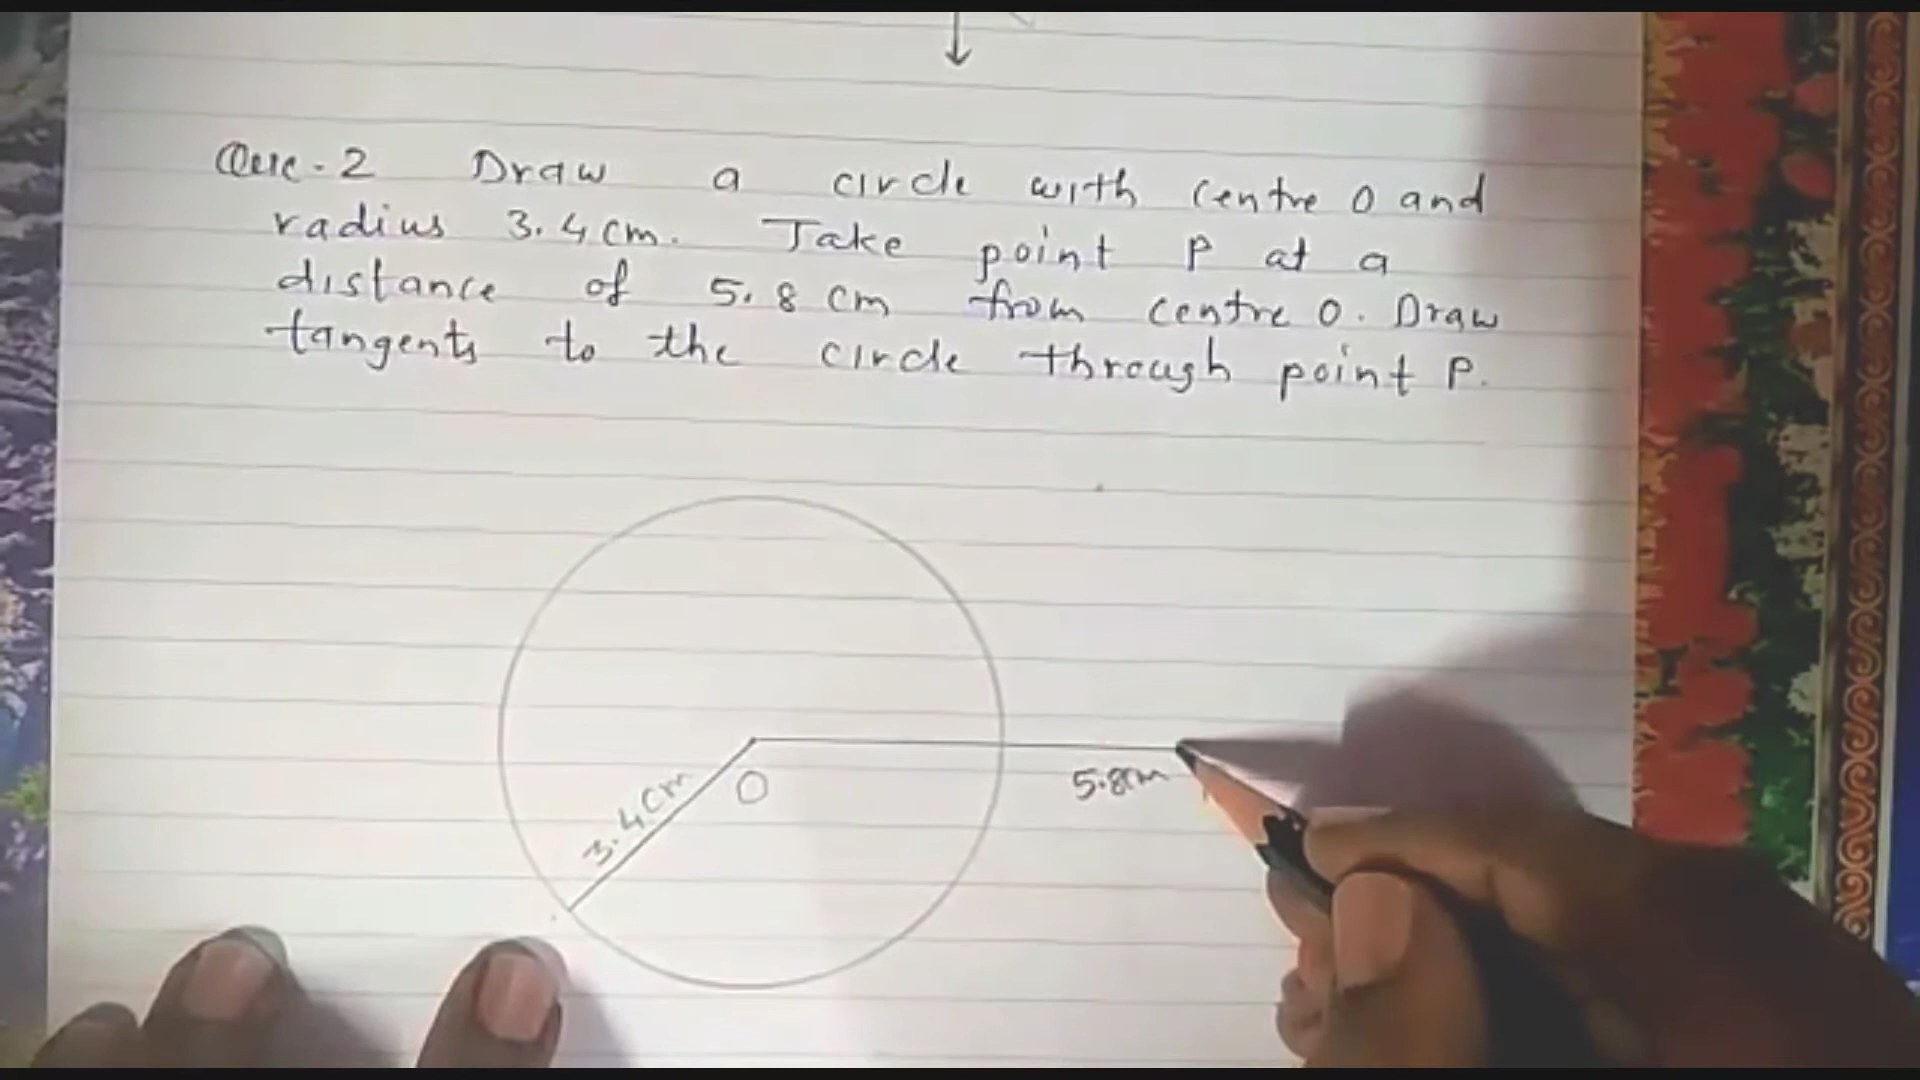 Que-2 Draw a circle with centre O and
radius 3.4 cm. Take point P at a
distance of 5.8 cm from centre O. Draw
tangents to the circle through point P.
3.4cm
O
5.8cm